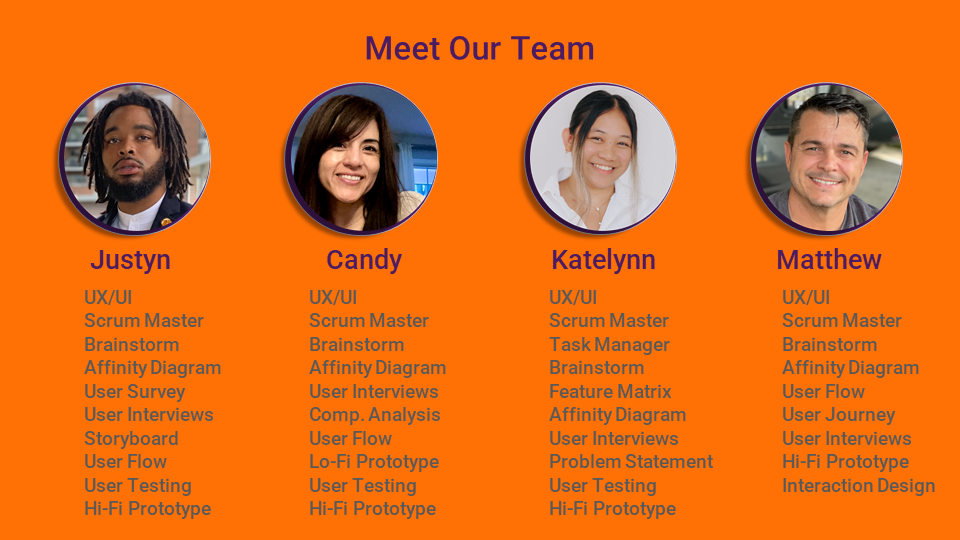 Meet Our Team
Justyn
UX/UI
Scrum Master
Brainstorm
Affinity Diagram
User Survey
User Interviews
Storyboard
User Flow
User Testing
Hi-Fi Prototype
Candy
UX/UI
Scrum Master
Brainstorm
Affinity Diagram
User Interviews
Comp. Analysis
User Flow
Lo-Fi Prototype
User Testing
Hi-Fi Prototype
Katelynn
UX/UI
Scrum Master
Task Manager
Brainstorm
Feature Matrix
Affinity Diagram
User Interviews
Problem Statement
User Testing
Hi-Fi Prototype
Matthew
UX/UI
Scrum Master
Brainstorm
Affinity Diagram
User Flow
User Journey
User Interviews
Hi-Fi Prototype
Interaction Design